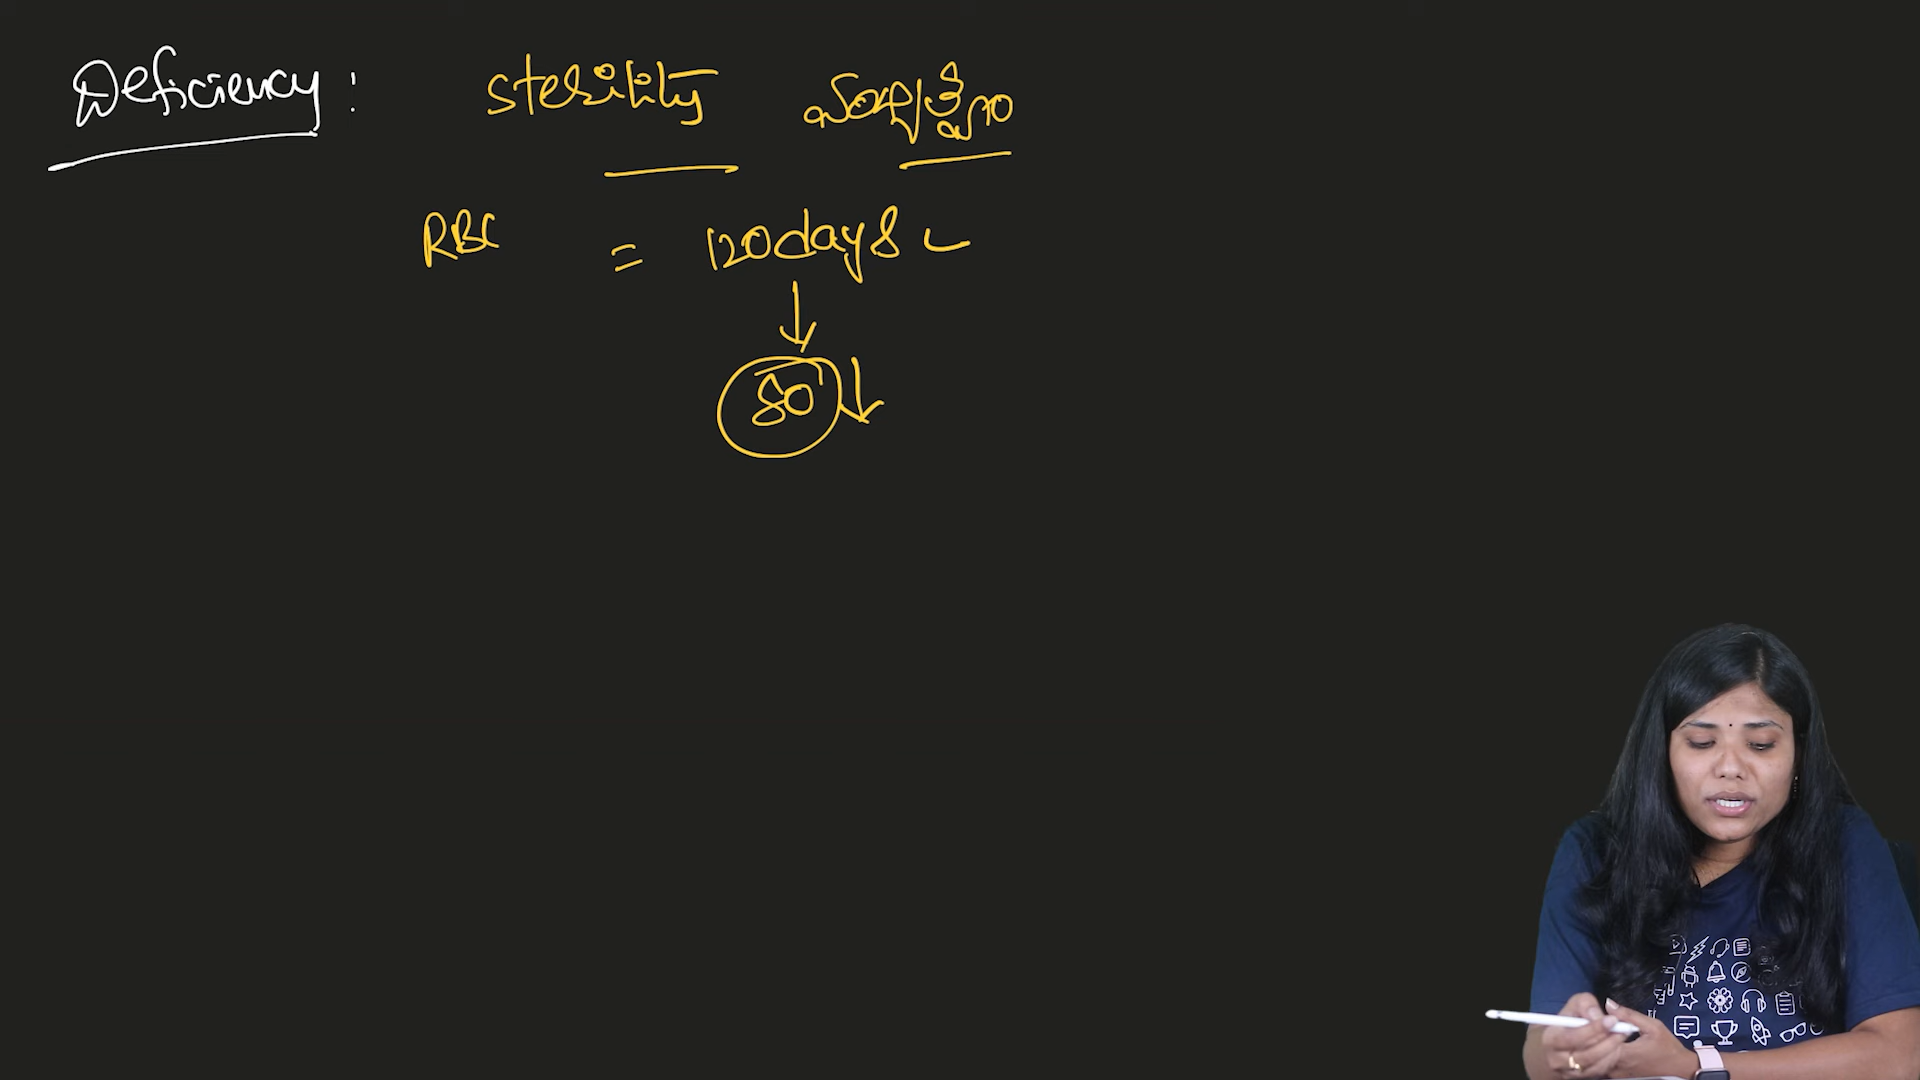 Deficiency : sterility వంధ్యత్వం
RBC = 120days
80